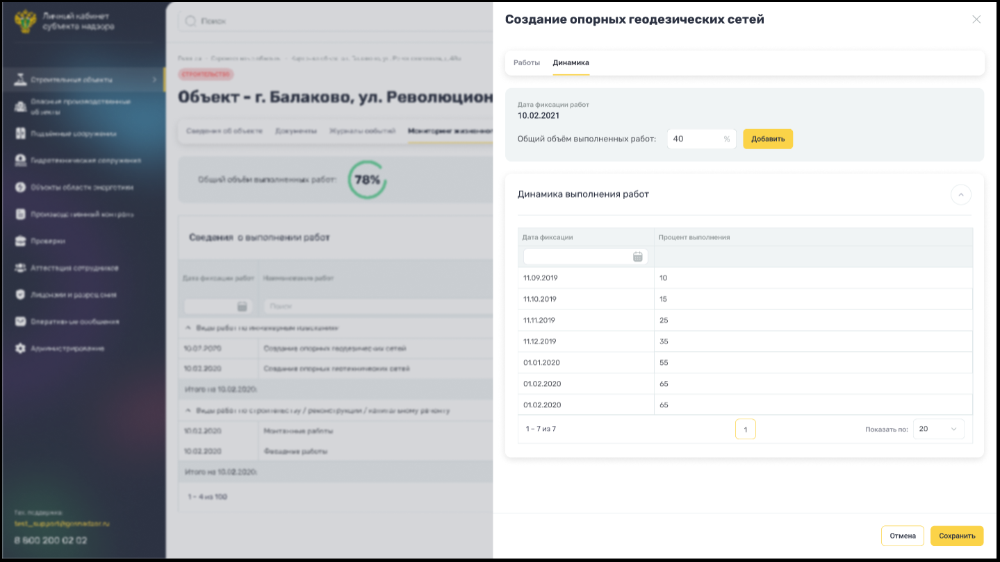 Личный кабинет
субъекта надзора
Строительные объекты
Опасные производственные
объекты
Подъёмные сооружения
Гидротехнические сооружения
Объекты области энергетики
Производственный контроль
Проверки
Аттестация сотрудников
Лицензии и разрешения
Оперативные сообщения
Администрирование
Тех. поддержка:
8 800 200 02 02
Поиск
СТРОИТЕЛЬСТВО
Объект - г. Балаково, ул. Революцион
Сведения об объекте Документы Журналы событий Мониторинг жизненног
Общий объём выполненных работ: 78%
Сведения о выполнении работ
Дата фиксации работ Наименование работ
Поиск
Виды работ по инженерным изысканиям
10.02.2020 Создание опорных геодезических сетей
10.02.2020 Создание опорных геотехнических сетей
Итого на 10.02.2020:
Виды работ по строительству / реконструкции / капитальному ремонту
10.02.2020 Монтажные работы
10.02.2020 Фасадные работы
Итого на 10.02.2020:
1 - 4 из 100
Создание опорных геодезических сетей
Работы Динамика
Дата фиксации работ
10.02.2021
Общий объём выполненных работ: 40 % Добавить
Динамика выполнения работ
Дата фиксации Процент выполнения
11.09.2019 10
11.10.2019 15
11.11.2019 25
11.12.2019 35
01.01.2020 55
01.02.2020 65
01.02.2020 65
1 – 7 из 7 1 Показать по: 20
Отмена Сохранить